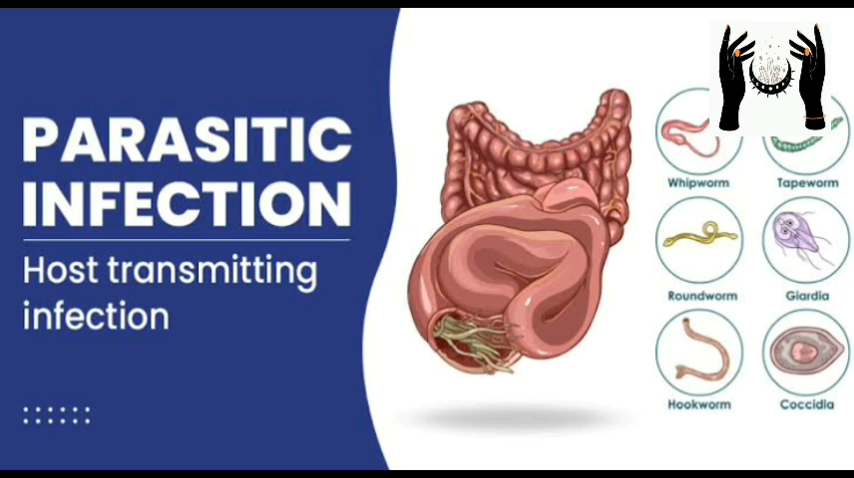 PARASITIC
INFECTION
Host transmitting
infection
Whipworm
Tapeworm
Roundworm
Giardia
Hookworm
Coccidia